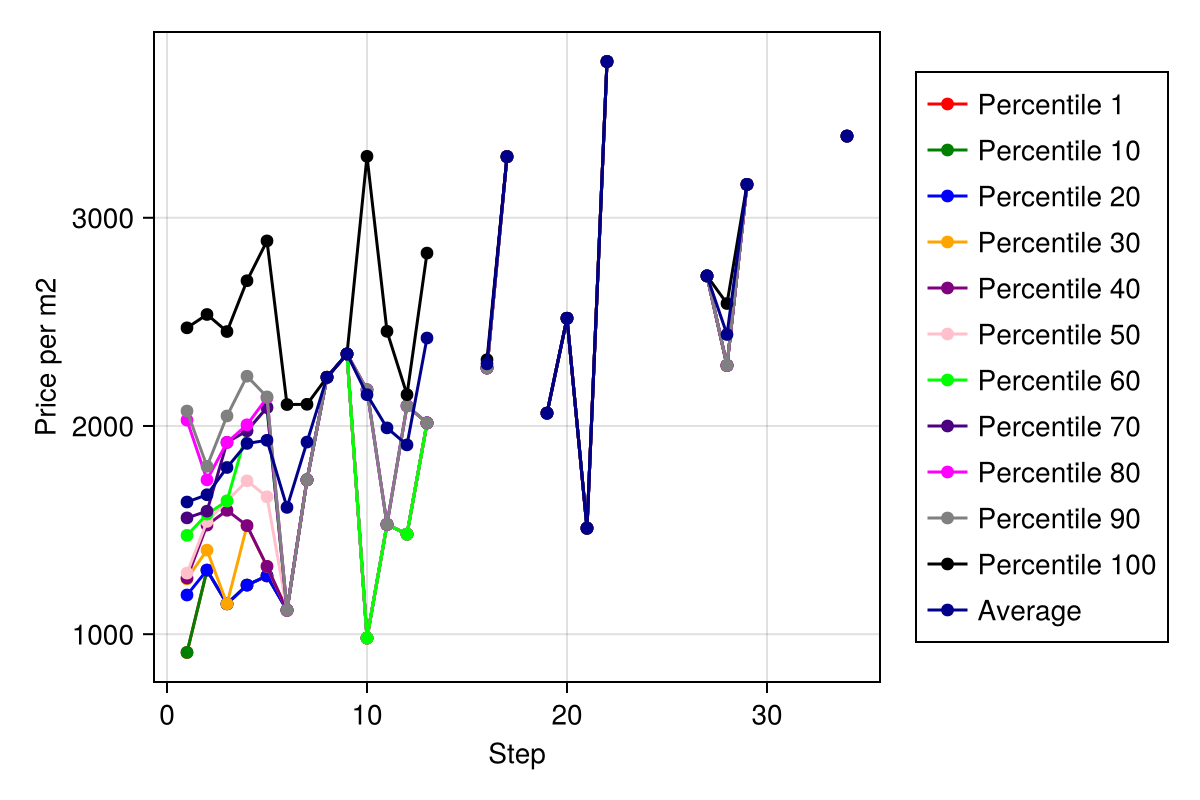 3000
2000
1000
Price per m2
0 10 20 30
Step
Percentile 1
Percentile 10
Percentile 20
Percentile 30
Percentile 40
Percentile 50
Percentile 60
Percentile 70
Percentile 80
Percentile 90
Percentile 100
Average